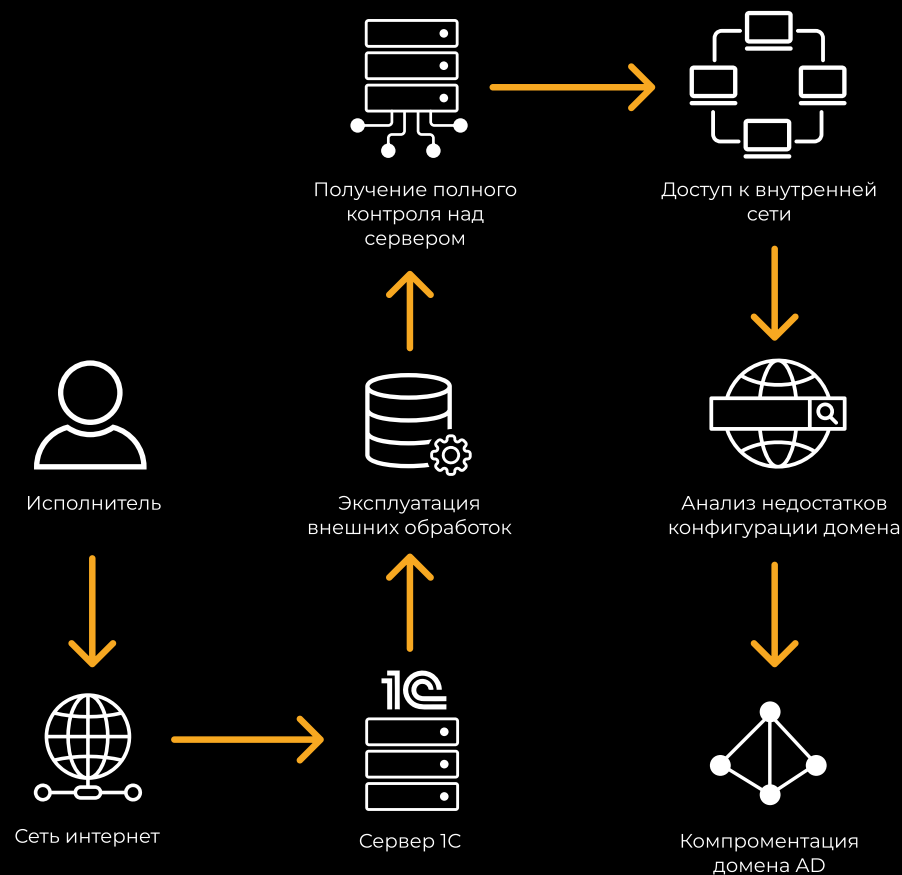 Получение полного
контроля над
сервером
Доступ к внутренней
сети
Исполнитель
Эксплуатация
внешних обработок
Анализ недостатков
конфигурации домена
1С
Сеть интернет
Сервер 1С
Компроментация
домена AD